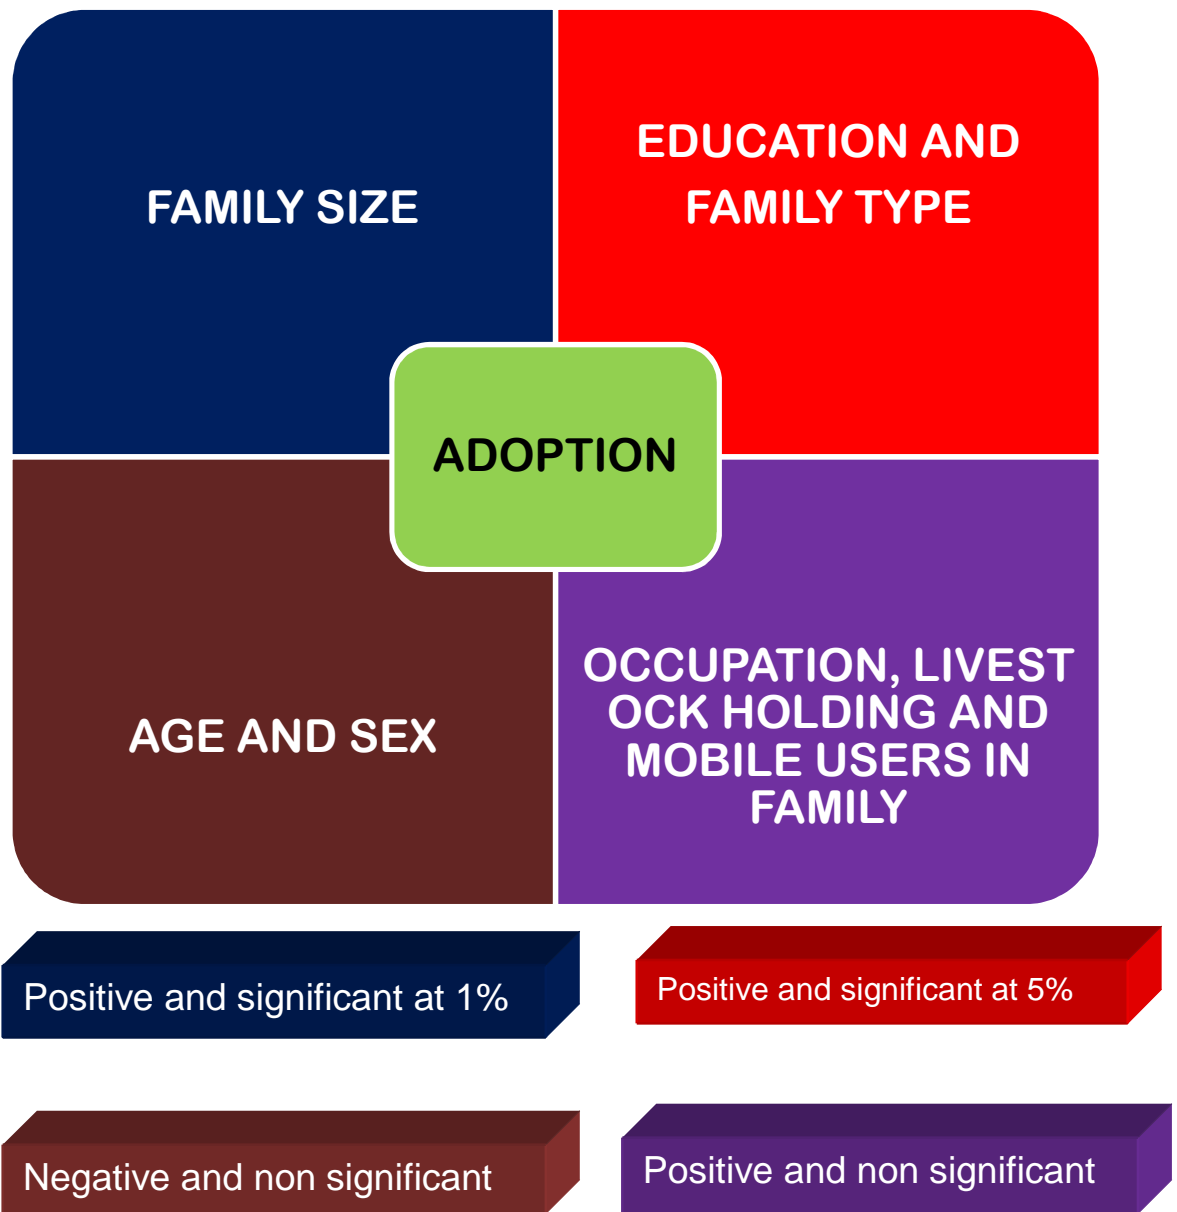 FAMILY SIZE
EDUCATION AND
FAMILY TYPE
ADOPTION
AGE AND SEX
OCCUPATION, LIVEST
OCK HOLDING AND
MOBILE USERS IN
FAMILY
Positive and significant at 1%
Positive and significant at 5%
Negative and non significant
Positive and non significant